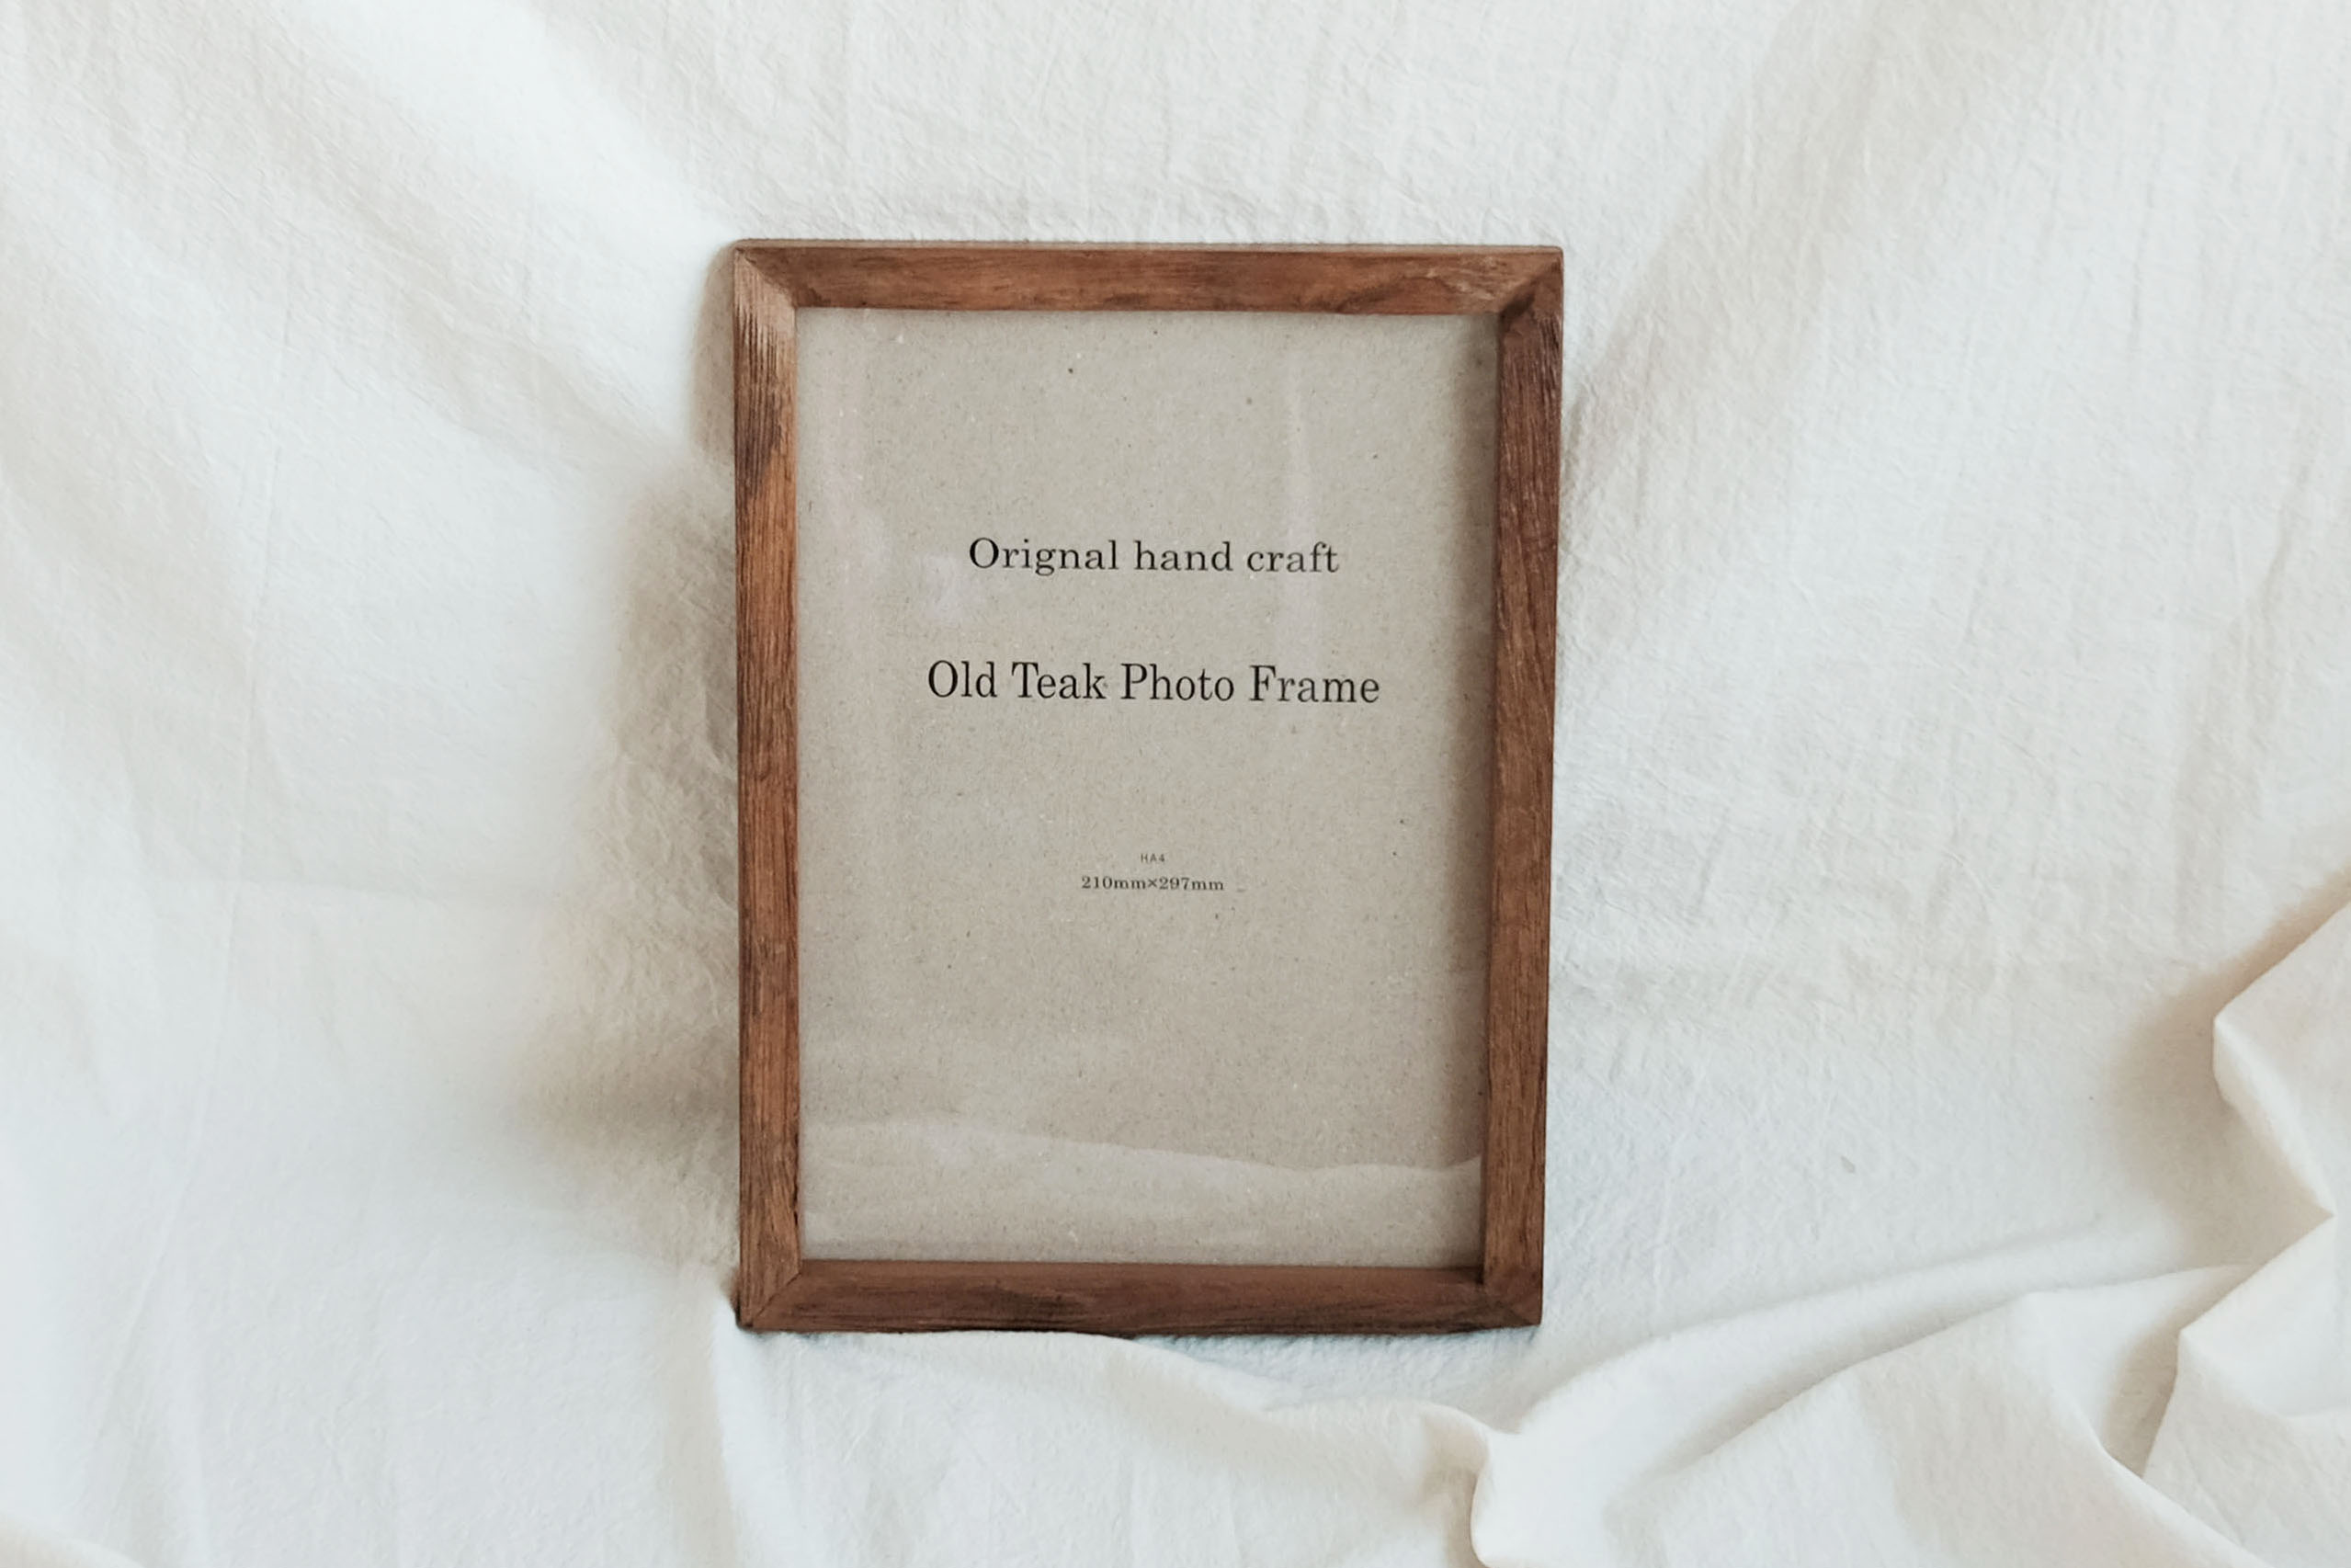 Orignal hand craft
Old Teak Photo Frame
HA4
210mm×297mm